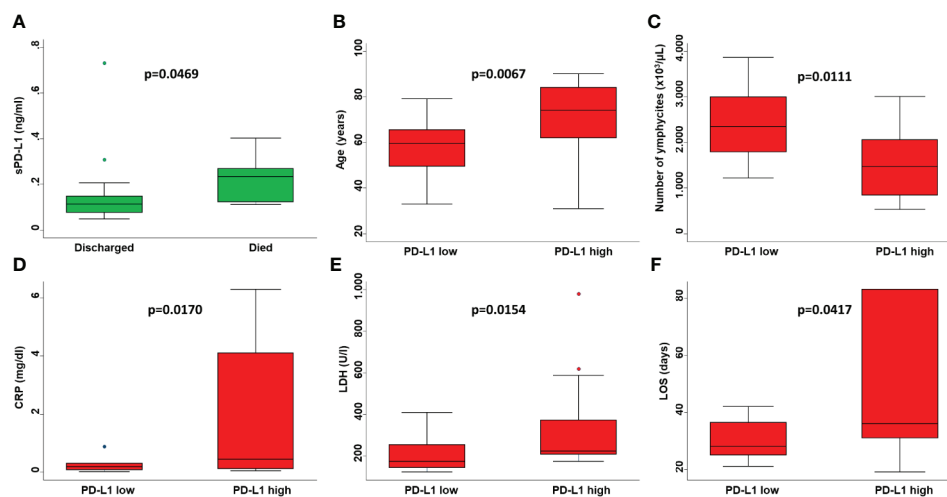 A
sPD-L1 (ng/ml)
.8
.6
.4
.2
0
p=0.0469
Discharged
Died
B
Age (years)
100
80
60
40
20
p=0.0067
PD-L1 low
PD-L1 high
C
Number of ymphycites (x10³/µL)
4.000
3.000
2.000
1.000
0
p=0.0111
PD-L1 low
PD-L1 high
D
CRP (mg/dl)
6
4
2
0
p=0.0170
PD-L1 low
PD-L1 high
E
LDH (U/l)
1.000
800
600
400
200
p=0.0154
PD-L1 low
PD-L1 high
F
LOS (days)
80
60
40
20
p=0.0417
PD-L1 low
PD-L1 high